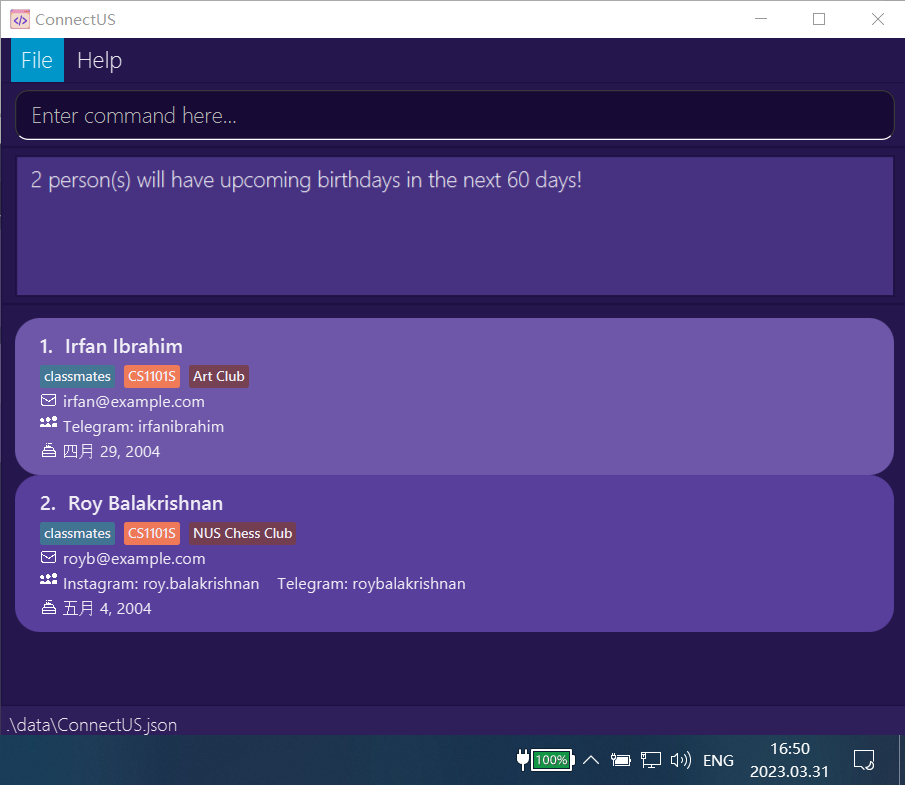 ConnectUS
File Help
Enter command here...
2 person(s) will have upcoming birthdays in the next 60 days!
1. Irfan Ibrahim
classmates CS1101S Art Club
irfan@example.com
Telegram: irfanibrahim
四月 29, 2004
2. Roy Balakrishnan
classmates CS1101S NUS Chess Club
royb@example.com
Instagram: roy.balakrishnan Telegram: roybalakrishnan
五月 4, 2004
.\data\ConnectUS.json
100% ENG 16:50
2023.03.31